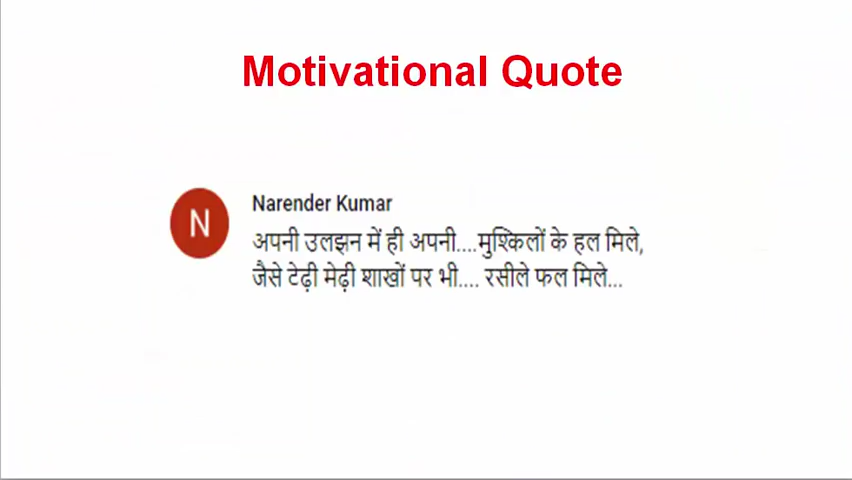 Motivational Quote
N
Narender Kumar
अपनी उलझन में ही अपनी....मुश्किलों के हल मिले,
जैसे टेढ़ी मेढ़ी शाखों पर भी.... रसीले फल मिले...